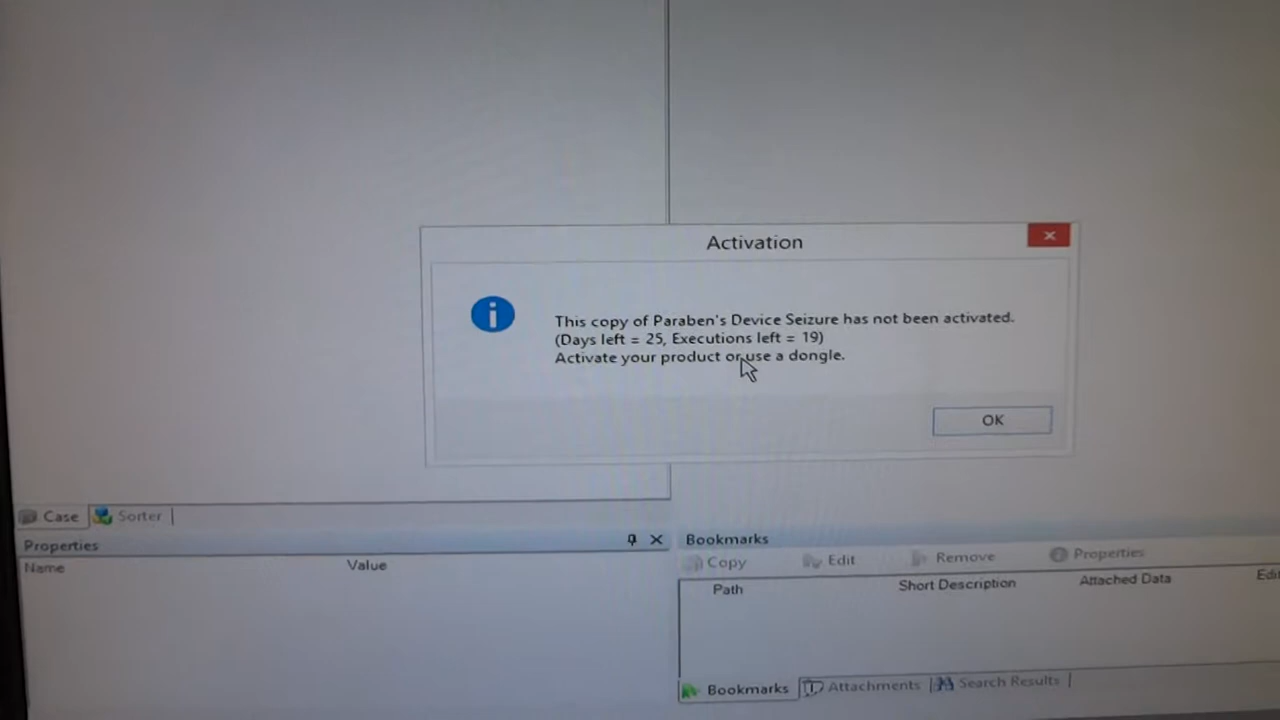 Activation
This copy of Paraben's Device Seizure has not been activated.
(Days left = 25, Executions left = 19)
Activate your product or use a dongle.
OK
Case
Sorter
Properties
Name
Value
Bookmarks
Copy
Edit
Remove
Properties
Path
Short Description
Attached Data
Edi
Bookmarks
Attachments
Search Results